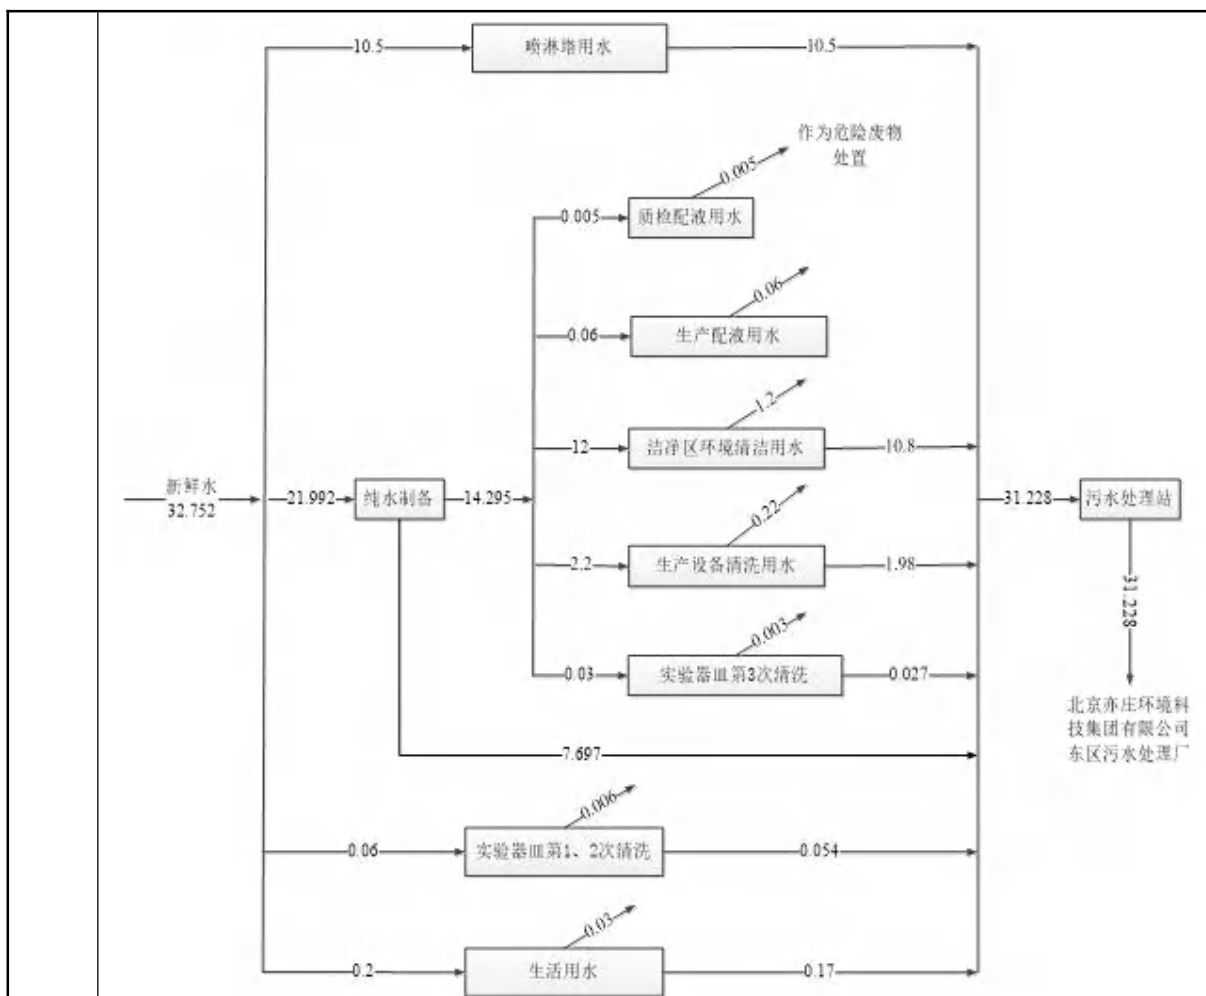 10.5
喷淋塔用水
10.5
作为危险废物
处置
0.005
0.005
质检配液用水
0.06
0.06
生产配液用水
1.2
12
洁净区环境清洁用水
10.8
新鲜水
32.752
21.992
纯水制备
14.295
31.228
污水处理站
0.22
2.2
生产设备清洗用水
1.98
31.228
0.003
0.03
实验器皿第3次清洗
0.027
北京亦庄环境科
技集团有限公司
东区污水处理厂
7.697
0.006
0.06
实验器皿第1、2次清洗
0.054
0.03
0.2
生活用水
0.17